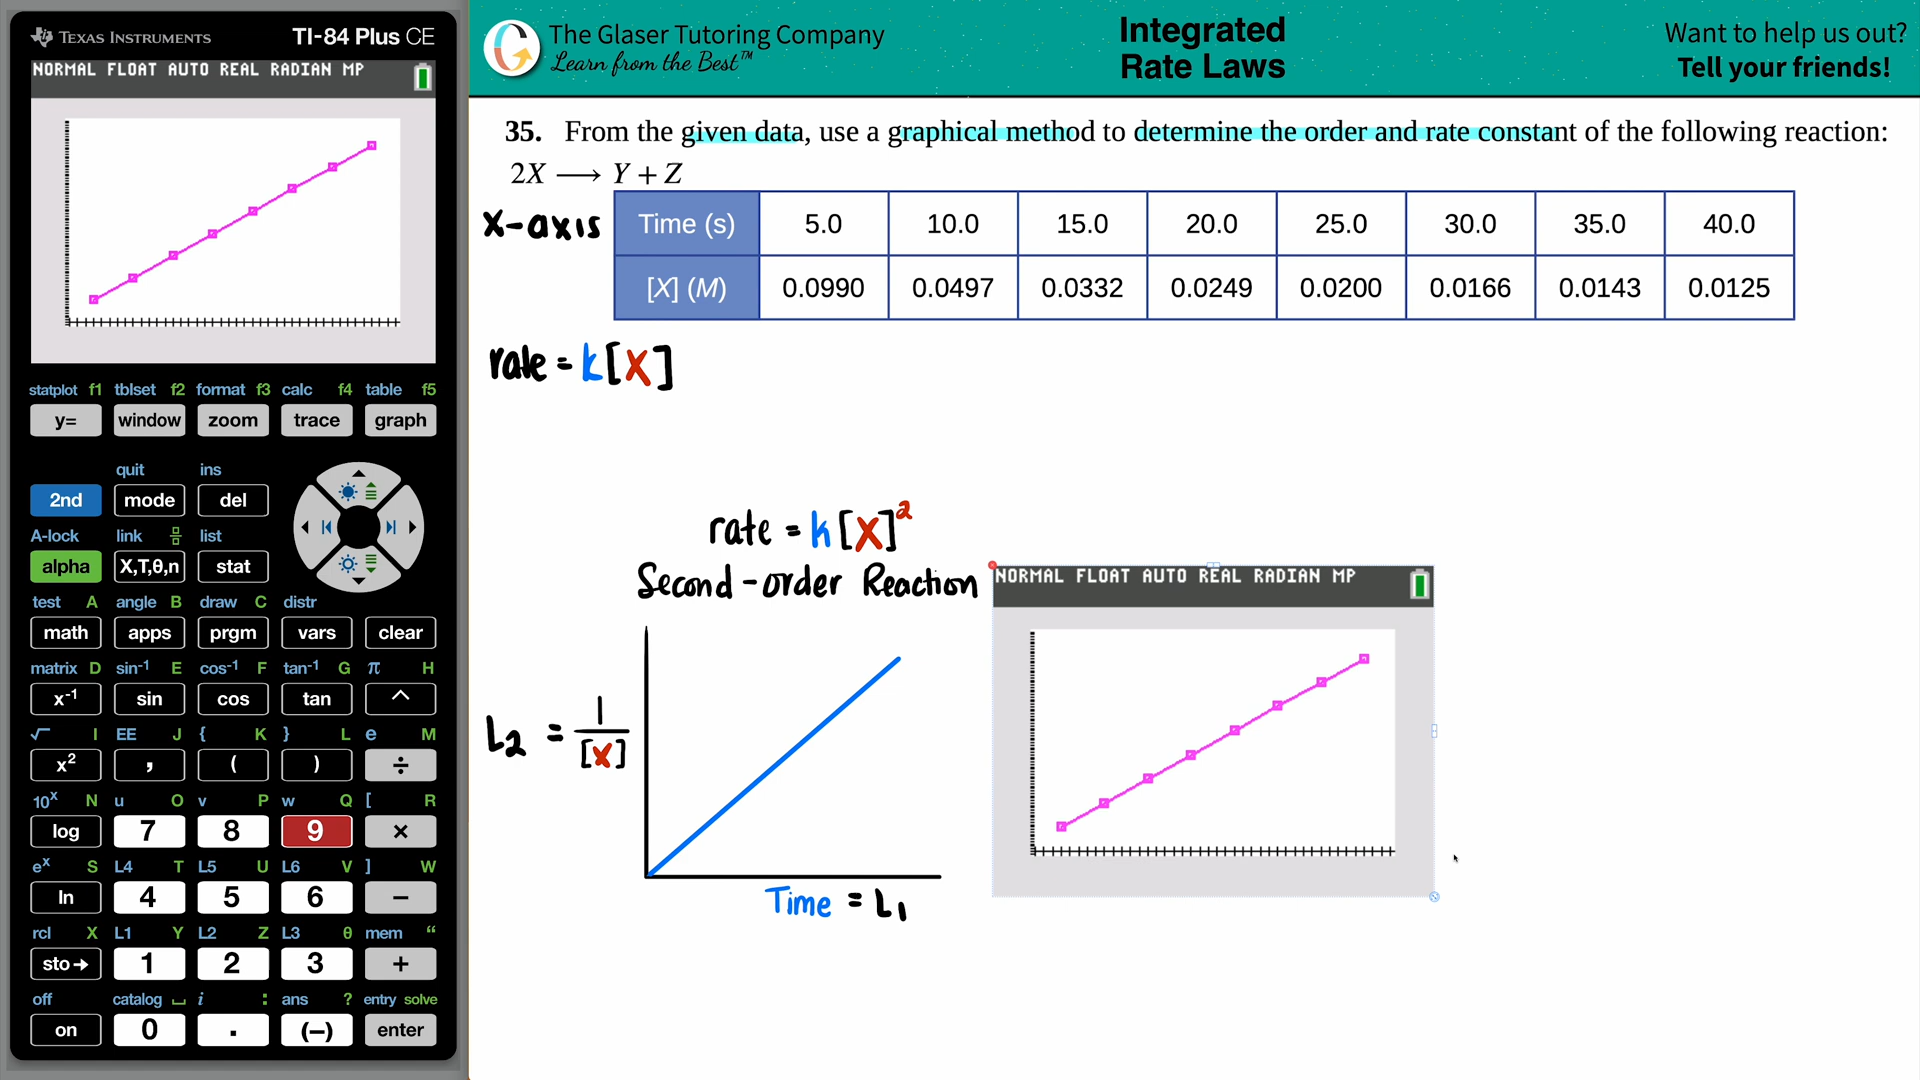 TEXAS INSTRUMENTS TI-84 Plus CE
NORMAL FLOAT AUTO REAL RADIAN MP
statplot f1 tblset f2 format f3 calc f4 table f5
y= window zoom trace graph
quit ins
2nd mode del
A-lock link list
alpha X,T,θ,n stat
test A angle B draw C distr
math apps prgm vars clear
matrix D sin-1 E cos-1 F tan-1 G π H
x-1 sin cos tan ^
√ I EE J { K } L e M
x2 , ( ) ÷
10x N u O v P w Q [ R
log 7 8 9 ×
ex S L4 T L5 U L6 V ] W
ln 4 5 6 −
rcl X L1 Y L2 Z L3 θ mem “
sto→ 1 2 3 +
off catalog ⎵ i : ans ? entry solve
on 0 . (−) enter
The Glaser Tutoring Company
Learn from the Best™
Integrated
Rate Laws
Want to help us out?
Tell your friends!
35. From the given data, use a graphical method to determine the order and rate constant of the following reaction:
2X ⟶ Y + Z
x-axis Time (s) 5.0 10.0 15.0 20.0 25.0 30.0 35.0 40.0
[X] (M) 0.0990 0.0497 0.0332 0.0249 0.0200 0.0166 0.0143 0.0125
rate = k[X]
rate = k[X]2
Second-order Reaction
NORMAL FLOAT AUTO REAL RADIAN MP
L2 = 1/[X]
Time = L1